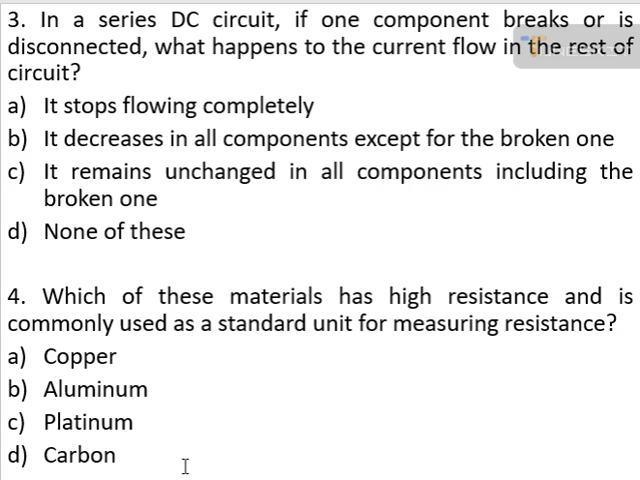 3. In a series DC circuit, if one component breaks or is
disconnected, what happens to the current flow in the rest of
circuit?
a) It stops flowing completely
b) It decreases in all components except for the broken one
c) It remains unchanged in all components including the
broken one
d) None of these
4. Which of these materials has high resistance and is
commonly used as a standard unit for measuring resistance?
a) Copper
b) Aluminum
c) Platinum
d) Carbon